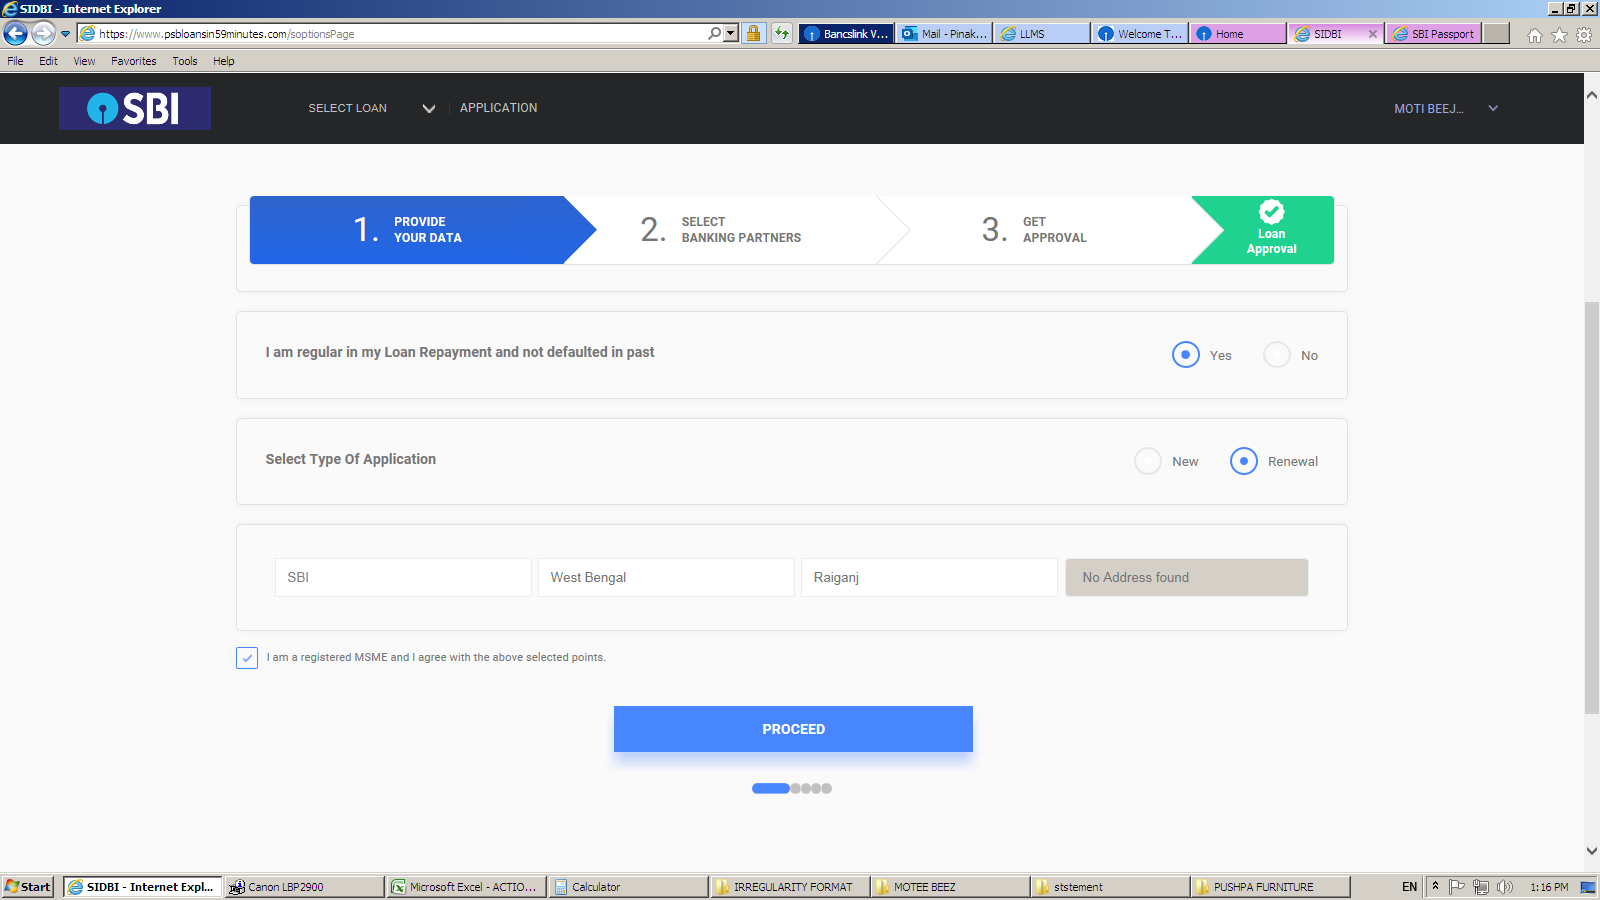 SIDBI - Internet Explorer
https://www.psbloansin59minutes.com/soptionsPage
Bancslink V...
Mail - Pinak...
LLMS
Welcome T...
Home
SIDBI
SBI Passport
File Edit View Favorites Tools Help
SBI
SELECT LOAN
APPLICATION
MOTI BEEJ...
1. PROVIDE
YOUR DATA
2. SELECT
BANKING PARTNERS
3. GET
APPROVAL
Loan
Approval
I am regular in my Loan Repayment and not defaulted in past
Yes
No
Select Type Of Application
New
Renewal
SBI
West Bengal
Raiganj
No Address found
I am a registered MSME and I agree with the above selected points.
PROCEED
Start
SIDBI - Internet Expl...
Canon LBP2900
Microsoft Excel - ACTIO...
Calculator
IRREGULARITY FORMAT
MOTEE BEEZ
ststement
PUSHPA FURNITURE
EN
1:16 PM